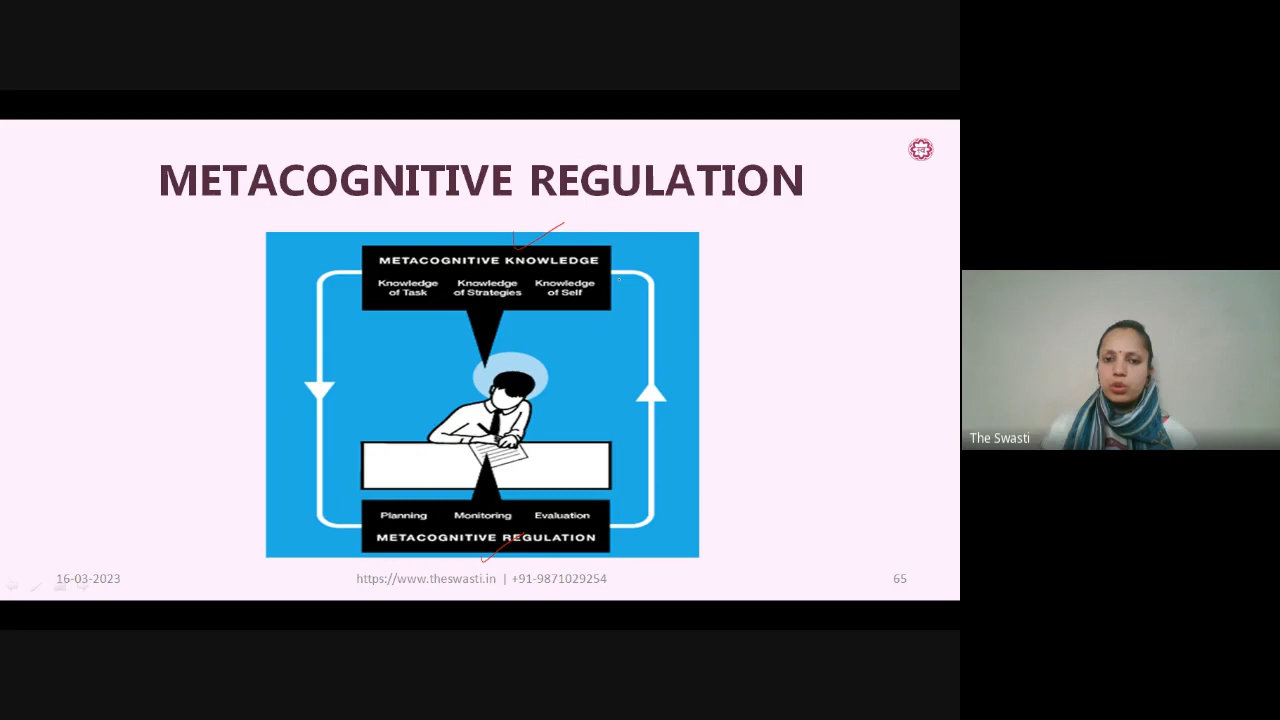 METACOGNITIVE REGULATION
METACOGNITIVE KNOWLEDGE
Knowledge of Task
Knowledge of Strategies
Knowledge of Self
Planning Monitoring Evaluation
METACOGNITIVE REGULATION
The Swasti
16-03-2023
https://www.theswasti.in | +91-9871029254
65